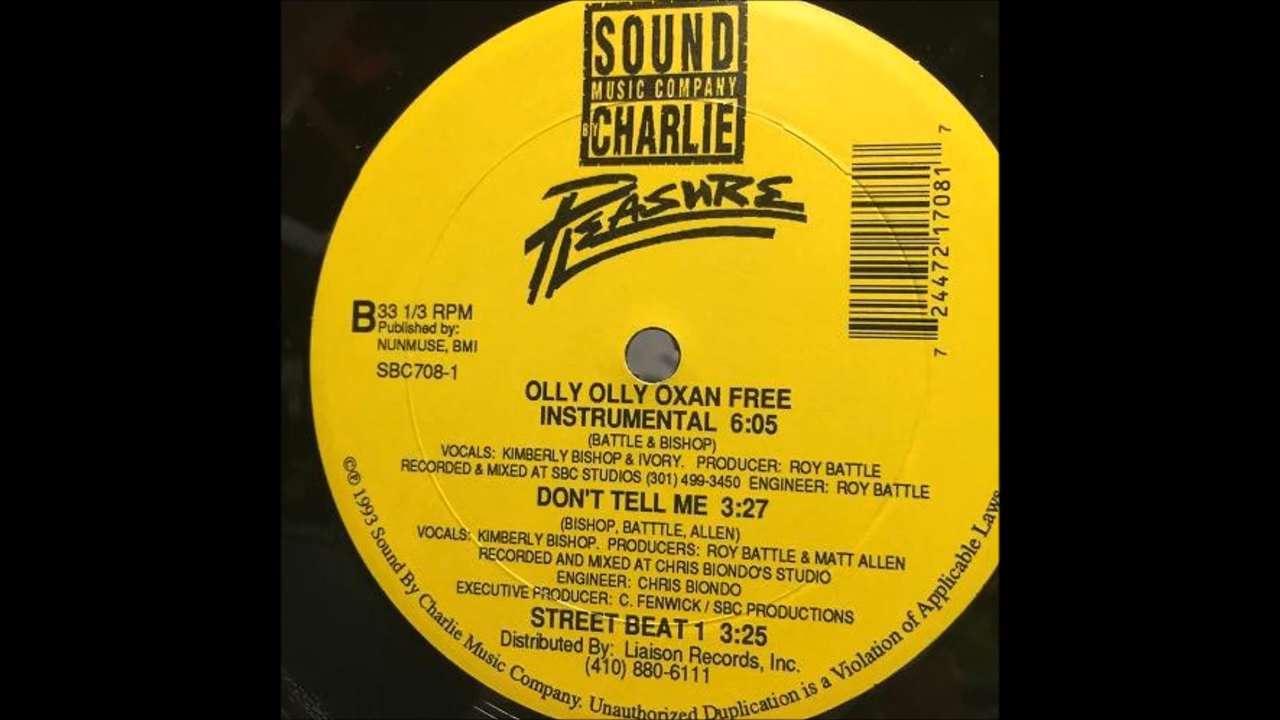 SOUND
MUSIC COMPANY
BY CHARLIE
PLEASURE
7 24472 17081 7
B 33 1/3 RPM
Published by:
NUNMUSE, BMI
SBC708-1
OLLY OLLY OXAN FREE
INSTRUMENTAL 6:05
(BATTLE & BISHOP)
VOCALS: KIMBERLY BISHOP & IVORY. PRODUCER: ROY BATTLE
RECORDED & MIXED AT SBC STUDIOS (301) 499-3450 ENGINEER: ROY BATTLE
DON'T TELL ME 3:27
(BISHOP, BATTTLE, ALLEN)
VOCALS: KIMBERLY BISHOP. PRODUCERS: ROY BATTLE & MATT ALLEN
RECORDED AND MIXED AT CHRIS BIONDO'S STUDIO
ENGINEER: CHRIS BIONDO
EXECUTIVE PRODUCER: C. FENWICK / SBC PRODUCTIONS
STREET BEAT 1 3:25
Distributed By: Liaison Records, Inc.
(410) 880-6111
©℗ 1993 Sound By Charlie Music Company. Unauthorized Duplication is a Violation of Applicable Laws